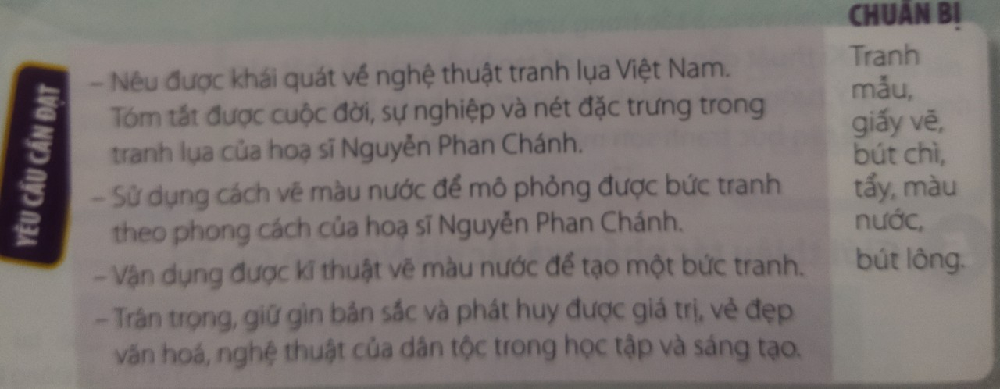 YÊU CẦU CẦN ĐẠT
– Nêu được khái quát về nghệ thuật tranh lụa Việt Nam.
Tóm tắt được cuộc đời, sự nghiệp và nét đặc trưng trong
tranh lụa của hoạ sĩ Nguyễn Phan Chánh.
– Sử dụng cách vẽ màu nước để mô phỏng được bức tranh
theo phong cách của hoạ sĩ Nguyễn Phan Chánh.
– Vận dụng được kĩ thuật vẽ màu nước để tạo một bức tranh.
– Trân trọng, giữ gìn bản sắc và phát huy được giá trị, vẻ đẹp
văn hoá, nghệ thuật của dân tộc trong học tập và sáng tạo.
CHUẨN BỊ
Tranh
mẫu,
giấy vẽ,
bút chì,
tẩy, màu
nước,
bút lông.